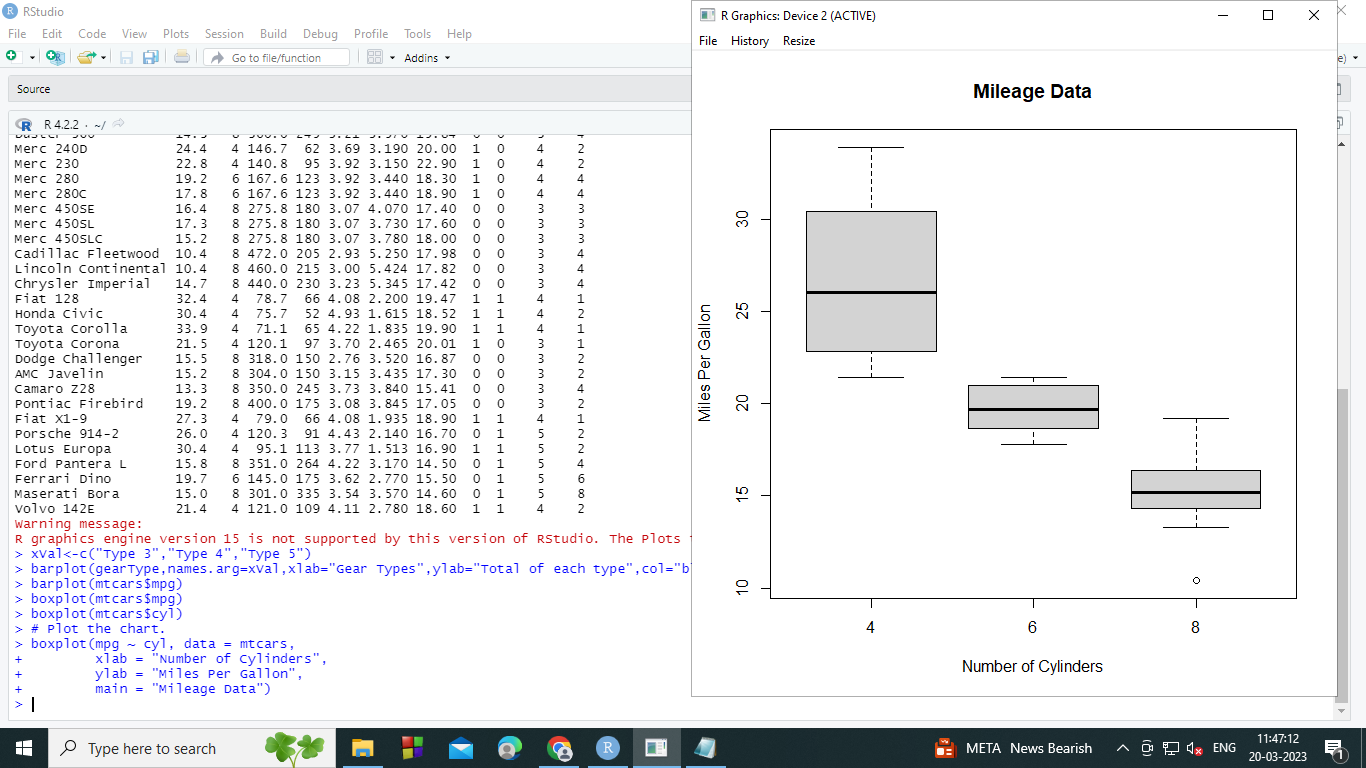 RStudio
File Edit Code View Plots Session Build Debug Profile Tools Help
Go to file/function
Addins
Source
R 4.2.2 · ~/
Merc 240D 24.4 4 146.7 62 3.69 3.190 20.00 1 0 4 2
Merc 230 22.8 4 140.8 95 3.92 3.150 22.90 1 0 4 2
Merc 280 19.2 6 167.6 123 3.92 3.440 18.30 1 0 4 4
Merc 280C 17.8 6 167.6 123 3.92 3.440 18.90 1 0 4 4
Merc 450SE 16.4 8 275.8 180 3.07 4.070 17.40 0 0 3 3
Merc 450SL 17.3 8 275.8 180 3.07 3.730 17.60 0 0 3 3
Merc 450SLC 15.2 8 275.8 180 3.07 3.780 18.00 0 0 3 3
Cadillac Fleetwood 10.4 8 472.0 205 2.93 5.250 17.98 0 0 3 4
Lincoln Continental 10.4 8 460.0 215 3.00 5.424 17.82 0 0 3 4
Chrysler Imperial 14.7 8 440.0 230 3.23 5.345 17.42 0 0 3 4
Fiat 128 32.4 4 78.7 66 4.08 2.200 19.47 1 1 4 1
Honda Civic 30.4 4 75.7 52 4.93 1.615 18.52 1 1 4 2
Toyota Corolla 33.9 4 71.1 65 4.22 1.835 19.90 1 1 4 1
Toyota Corona 21.5 4 120.1 97 3.70 2.465 20.01 1 0 3 1
Dodge Challenger 15.5 8 318.0 150 2.76 3.520 16.87 0 0 3 2
AMC Javelin 15.2 8 304.0 150 3.15 3.435 17.30 0 0 3 2
Camaro Z28 13.3 8 350.0 245 3.73 3.840 15.41 0 0 3 4
Pontiac Firebird 19.2 8 400.0 175 3.08 3.845 17.05 0 0 3 2
Fiat X1-9 27.3 4 79.0 66 4.08 1.935 18.90 1 1 4 1
Porsche 914-2 26.0 4 120.3 91 4.43 2.140 16.70 0 1 5 2
Lotus Europa 30.4 4 95.1 113 3.77 1.513 16.90 1 1 5 2
Ford Pantera L 15.8 8 351.0 264 4.22 3.170 14.50 0 1 5 4
Ferrari Dino 19.7 6 145.0 175 3.62 2.770 15.50 0 1 5 6
Maserati Bora 15.0 8 301.0 335 3.54 3.570 14.60 0 1 5 8
Volvo 142E 21.4 4 121.0 109 4.11 2.780 18.60 1 1 4 2
Warning message:
R graphics engine version 15 is not supported by this version of RStudio. The Plots
> xVal<-c("Type 3","Type 4","Type 5")
> barplot(gearType,names.arg=xVal,xlab="Gear Types",ylab="Total of each type",col="b
> barplot(mtcars$mpg)
> boxplot(mtcars$mpg)
> boxplot(mtcars$cyl)
> # Plot the chart.
> boxplot(mpg ~ cyl, data = mtcars,
+ xlab = "Number of Cylinders",
+ ylab = "Miles Per Gallon",
+ main = "Mileage Data")
>
R Graphics: Device 2 (ACTIVE)
File History Resize
Mileage Data
Miles Per Gallon
30
25
20
15
10
4 6 8
Number of Cylinders
e)
Type here to search
META News Bearish
ENG
11:47:12
20-03-2023
1